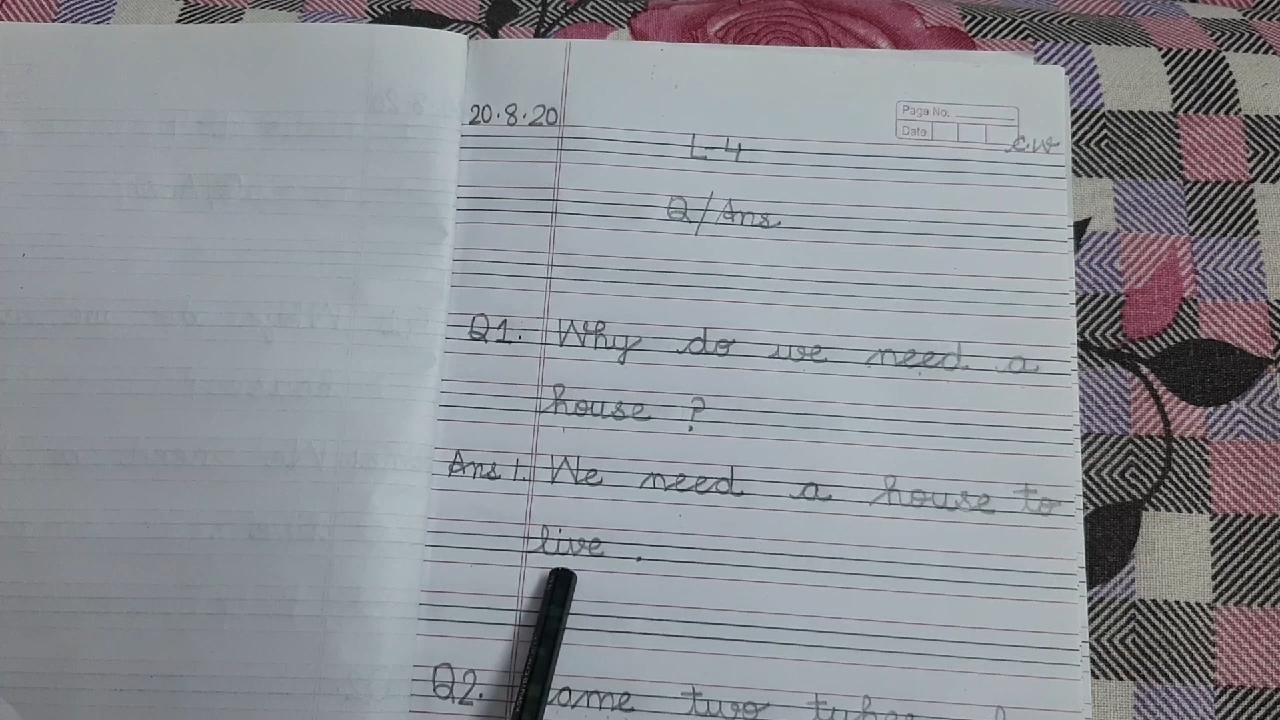 20.8.20
Page No.
Date
C.W
L-4
Q/Ans
Q1. Why do we need a
house ?
Ans 1. We need a house to
live.
Q2. two